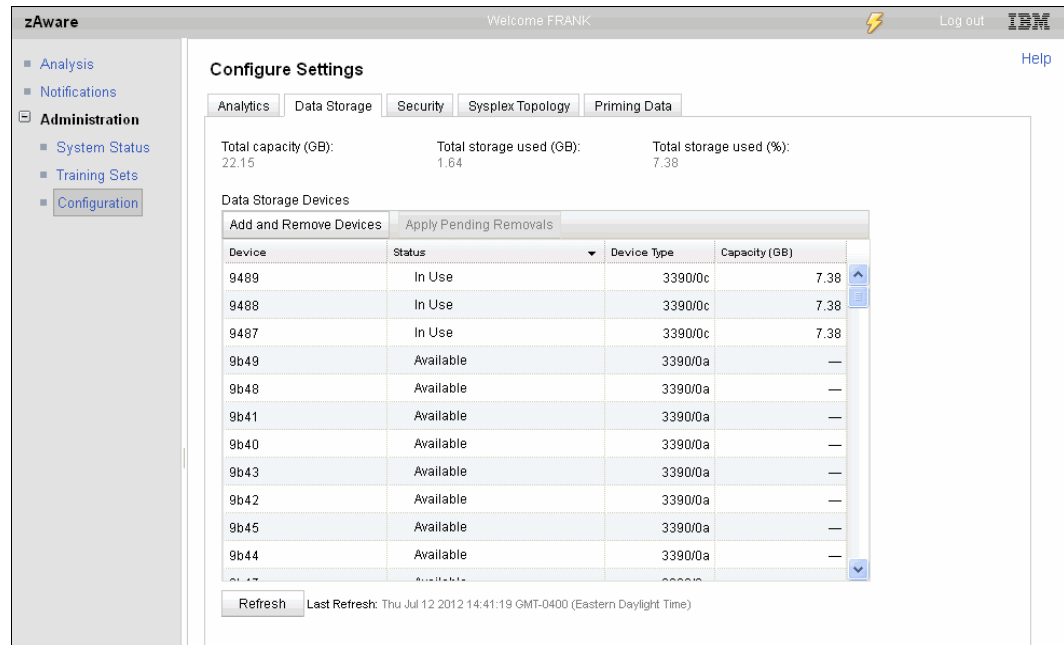 zAware Welcome FRANK Log out IBM
Help
Analysis
Notifications
Administration
System Status
Training Sets
Configuration
Configure Settings
Analytics Data Storage Security Sysplex Topology Priming Data
Total capacity (GB): Total storage used (GB): Total storage used (%):
22.15 1.64 7.38
Data Storage Devices
Add and Remove Devices Apply Pending Removals
Device Status Device Type Capacity (GB)
9489 In Use 3390/0c 7.38
9488 In Use 3390/0c 7.38
9487 In Use 3390/0c 7.38
9b49 Available 3390/0a —
9b48 Available 3390/0a —
9b41 Available 3390/0a —
9b40 Available 3390/0a —
9b43 Available 3390/0a —
9b42 Available 3390/0a —
9b45 Available 3390/0a —
9b44 Available 3390/0a —
Refresh Last Refresh: Thu Jul 12 2012 14:41:19 GMT-0400 (Eastern Daylight Time)